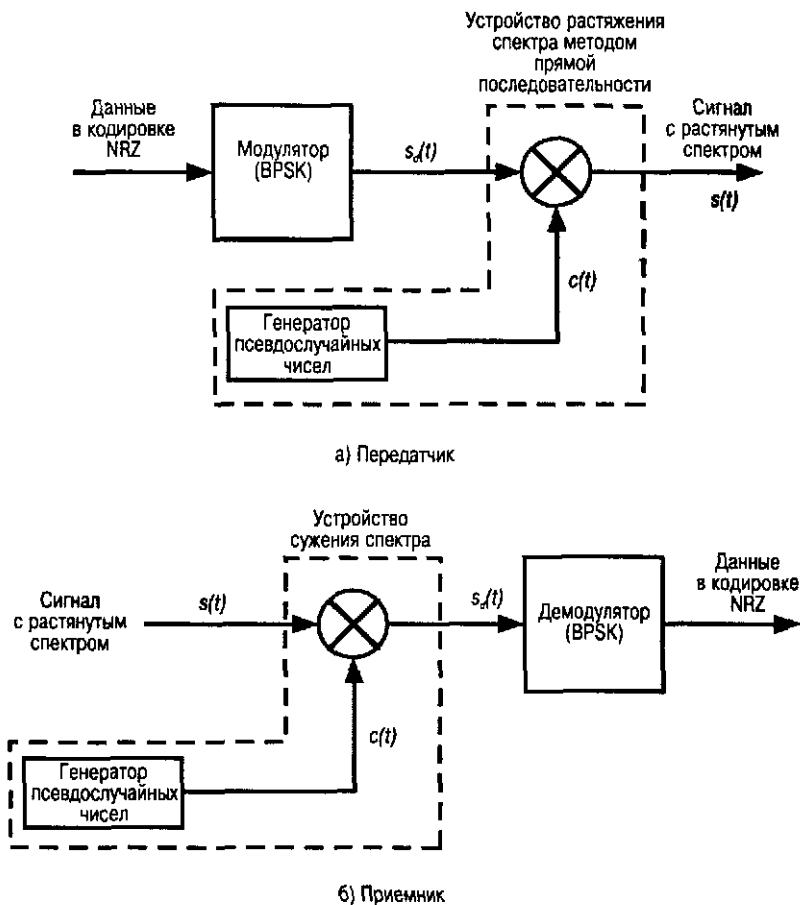 Устройство растяжения
спектра методом
прямой
последовательности
Данные
в кодировке
NRZ
Модулятор
(BPSK)
s_d(t)
Сигнал
с растянутым
спектром
s(t)
c(t)
Генератор
псевдослучайных
чисел
а) Передатчик
Устройство
сужения спектра
Сигнал
с растянутым
спектром
s(t)
s_d(t)
Демодулятор
(BPSK)
Данные
в кодировке
NRZ
c(t)
Генератор
псевдослучайных
чисел
б) Приемник